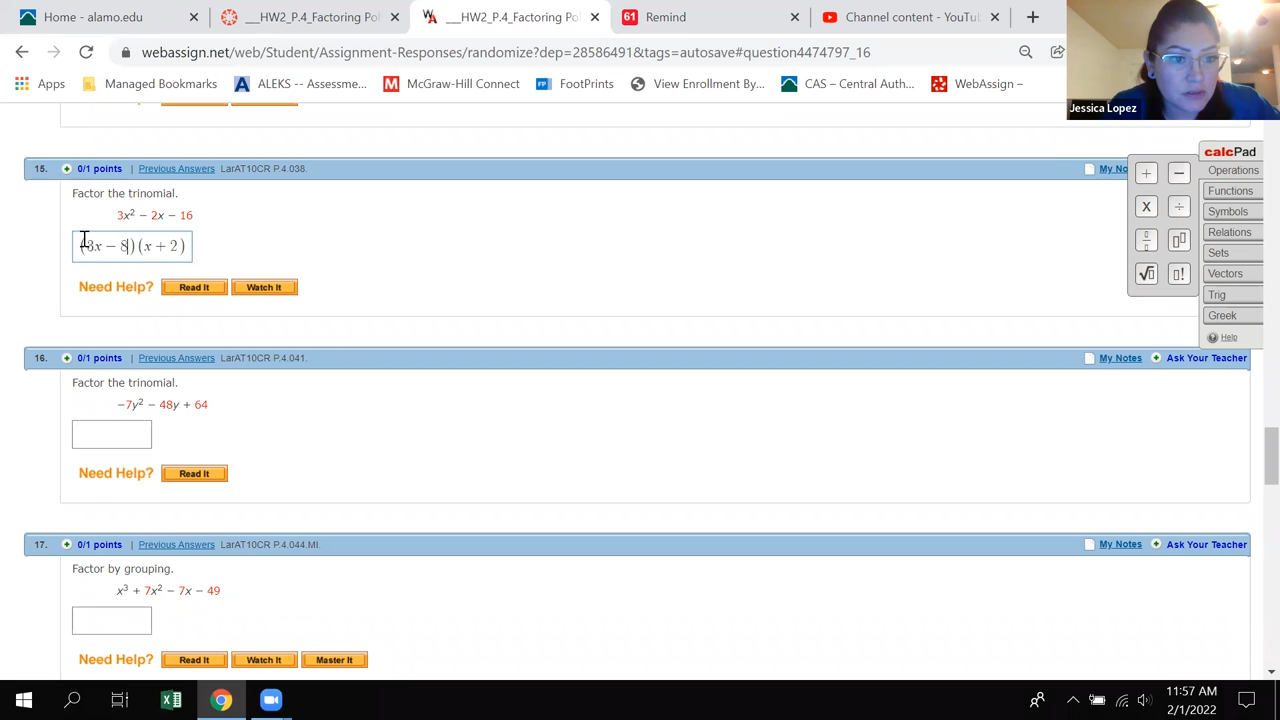 Home - alamo.edu
___HW2_P.4_Factoring Pol
___HW2_P.4_Factoring Pol
61 Remind
Channel content - YouTu
webassign.net/web/Student/Assignment-Responses/randomize?dep=28586491&tags=autosave#question4474797_16
Apps
Managed Bookmarks
ALEKS -- Assessme...
McGraw-Hill Connect
FP FootPrints
View Enrollment By...
CAS – Central Auth...
WebAssign –
Jessica Lopez
15. 0/1 points | Previous Answers LarAT10CR P.4.038.
My No
Factor the trinomial.
3x² − 2x − 16
(3x − 8)(x + 2)
Need Help? Read It Watch It
calcPad
Operations
Functions
Symbols
Relations
Sets
Vectors
Trig
Greek
Help
16. 0/1 points | Previous Answers LarAT10CR P.4.041.
My Notes Ask Your Teacher
Factor the trinomial.
−7y² − 48y + 64
Need Help? Read It
17. 0/1 points | Previous Answers LarAT10CR P.4.044.MI.
My Notes Ask Your Teacher
Factor by grouping.
x³ + 7x² − 7x − 49
Need Help? Read It Watch It Master It
11:57 AM
2/1/2022